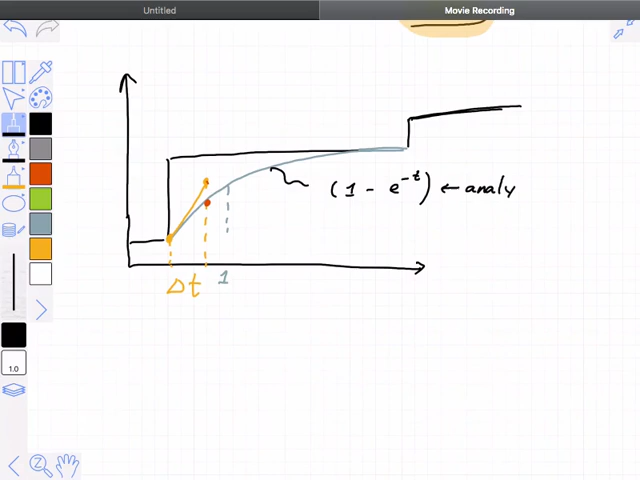 Untitled
Movie Recording
(1 - e^-t) ← analy
Δt
1
1.0